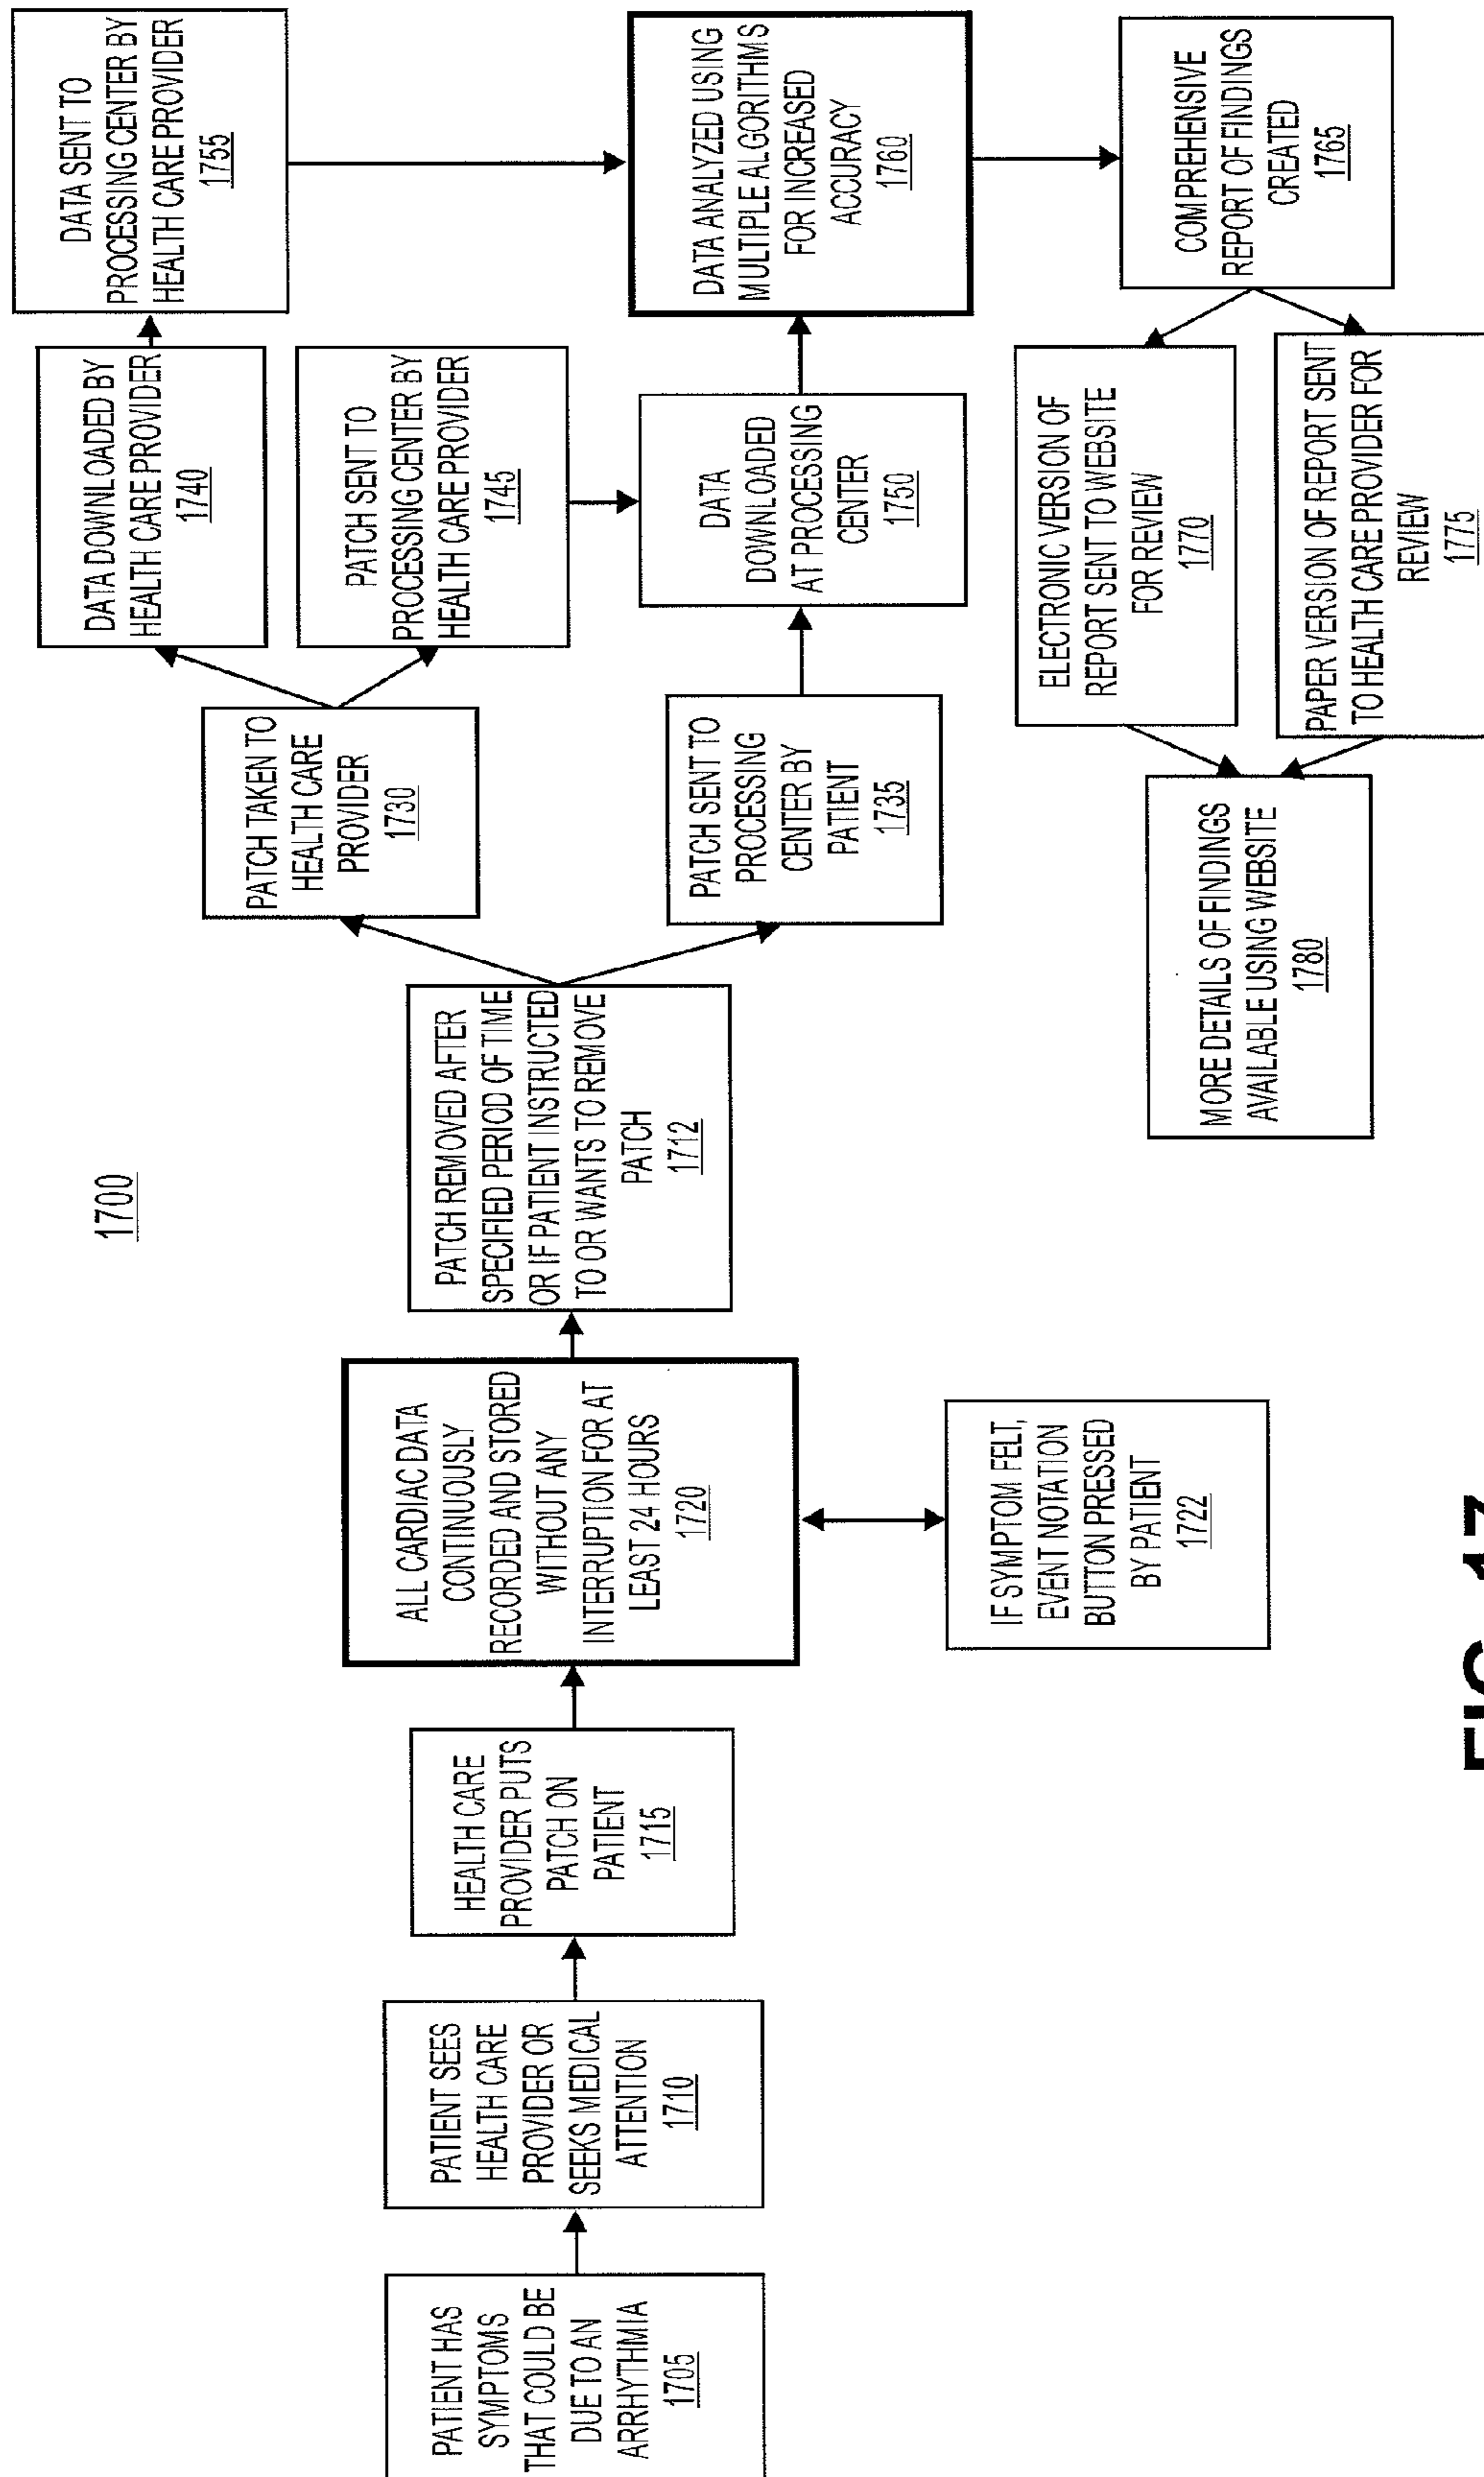 1700
PATIENT HAS
SYMPTOMS
THAT COULD BE
DUE TO AN
ARRHYTHMIA
1705
PATIENT SEES
HEALTH CARE
PROVIDER OR
SEEKS MEDICAL
ATTENTION
1710
HEALTH CARE
PROVIDER PUTS
PATCH ON
PATIENT
1715
ALL CARDIAC DATA
CONTINUOUSLY
RECORDED AND STORED
WITHOUT ANY
INTERRUPTION FOR AT
LEAST 24 HOURS
1720
IF SYMPTOM FELT,
EVENT NOTATION
BUTTON PRESSED
BY PATIENT
1722
PATCH REMOVED AFTER
SPECIFIED PERIOD OF TIME
OR IF PATIENT INSTRUCTED
TO OR WANTS TO REMOVE
PATCH
1712
PATCH TAKEN TO
HEALTH CARE
PROVIDER
1730
PATCH SENT TO
PROCESSING
CENTER BY
PATIENT
1735
DATA DOWNLOADED BY
HEALTH CARE PROVIDER
1740
PATCH SENT TO
PROCESSING CENTER BY
HEALTH CARE PROVIDER
1745
DATA
DOWNLOADED
AT PROCESSING
CENTER
1750
DATA SENT TO
PROCESSING CENTER BY
HEALTH CARE PROVIDER
1755
DATA ANALYZED USING
MULTIPLE ALGORITHMS
FOR INCREASED
ACCURACY
1760
COMPREHENSIVE
REPORT OF FINDINGS
CREATED
1765
ELECTRONIC VERSION OF
REPORT SENT TO WEBSITE
FOR REVIEW
1770
PAPER VERSION OF REPORT SENT
TO HEALTH CARE PROVIDER FOR
REVIEW
1775
MORE DETAILS OF FINDINGS
AVAILABLE USING WEBSITE
1780
FIG. 17